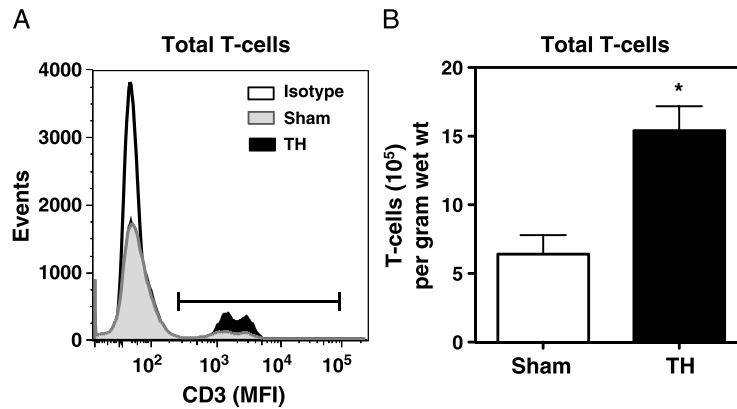 A
Total T-cells
4000
3000
2000
1000
0
Events
Isotype
Sham
TH
10²
10³
10⁴
10⁵
CD3 (MFI)
B
Total T-cells
20
15
10
5
0
T-cells (10⁵)
per gram wet wt
*
Sham
TH